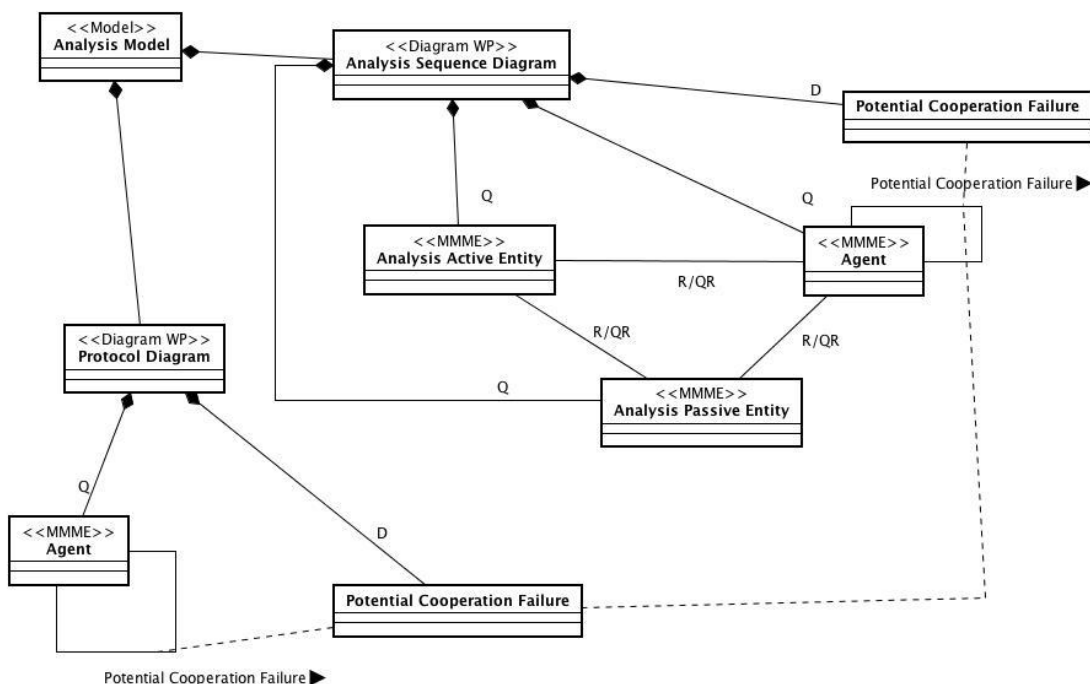 <<Model>>
Analysis Model
<<Diagram WP>>
Analysis Sequence Diagram
D
Potential Cooperation Failure
Potential Cooperation Failure ▶
Q
Q
<<MMME>>
Analysis Active Entity
<<MMME>>
Agent
R/QR
R/QR
R/QR
<<Diagram WP>>
Protocol Diagram
Q
<<MMME>>
Analysis Passive Entity
Q
<<MMME>>
Agent
D
Potential Cooperation Failure
Potential Cooperation Failure ▶